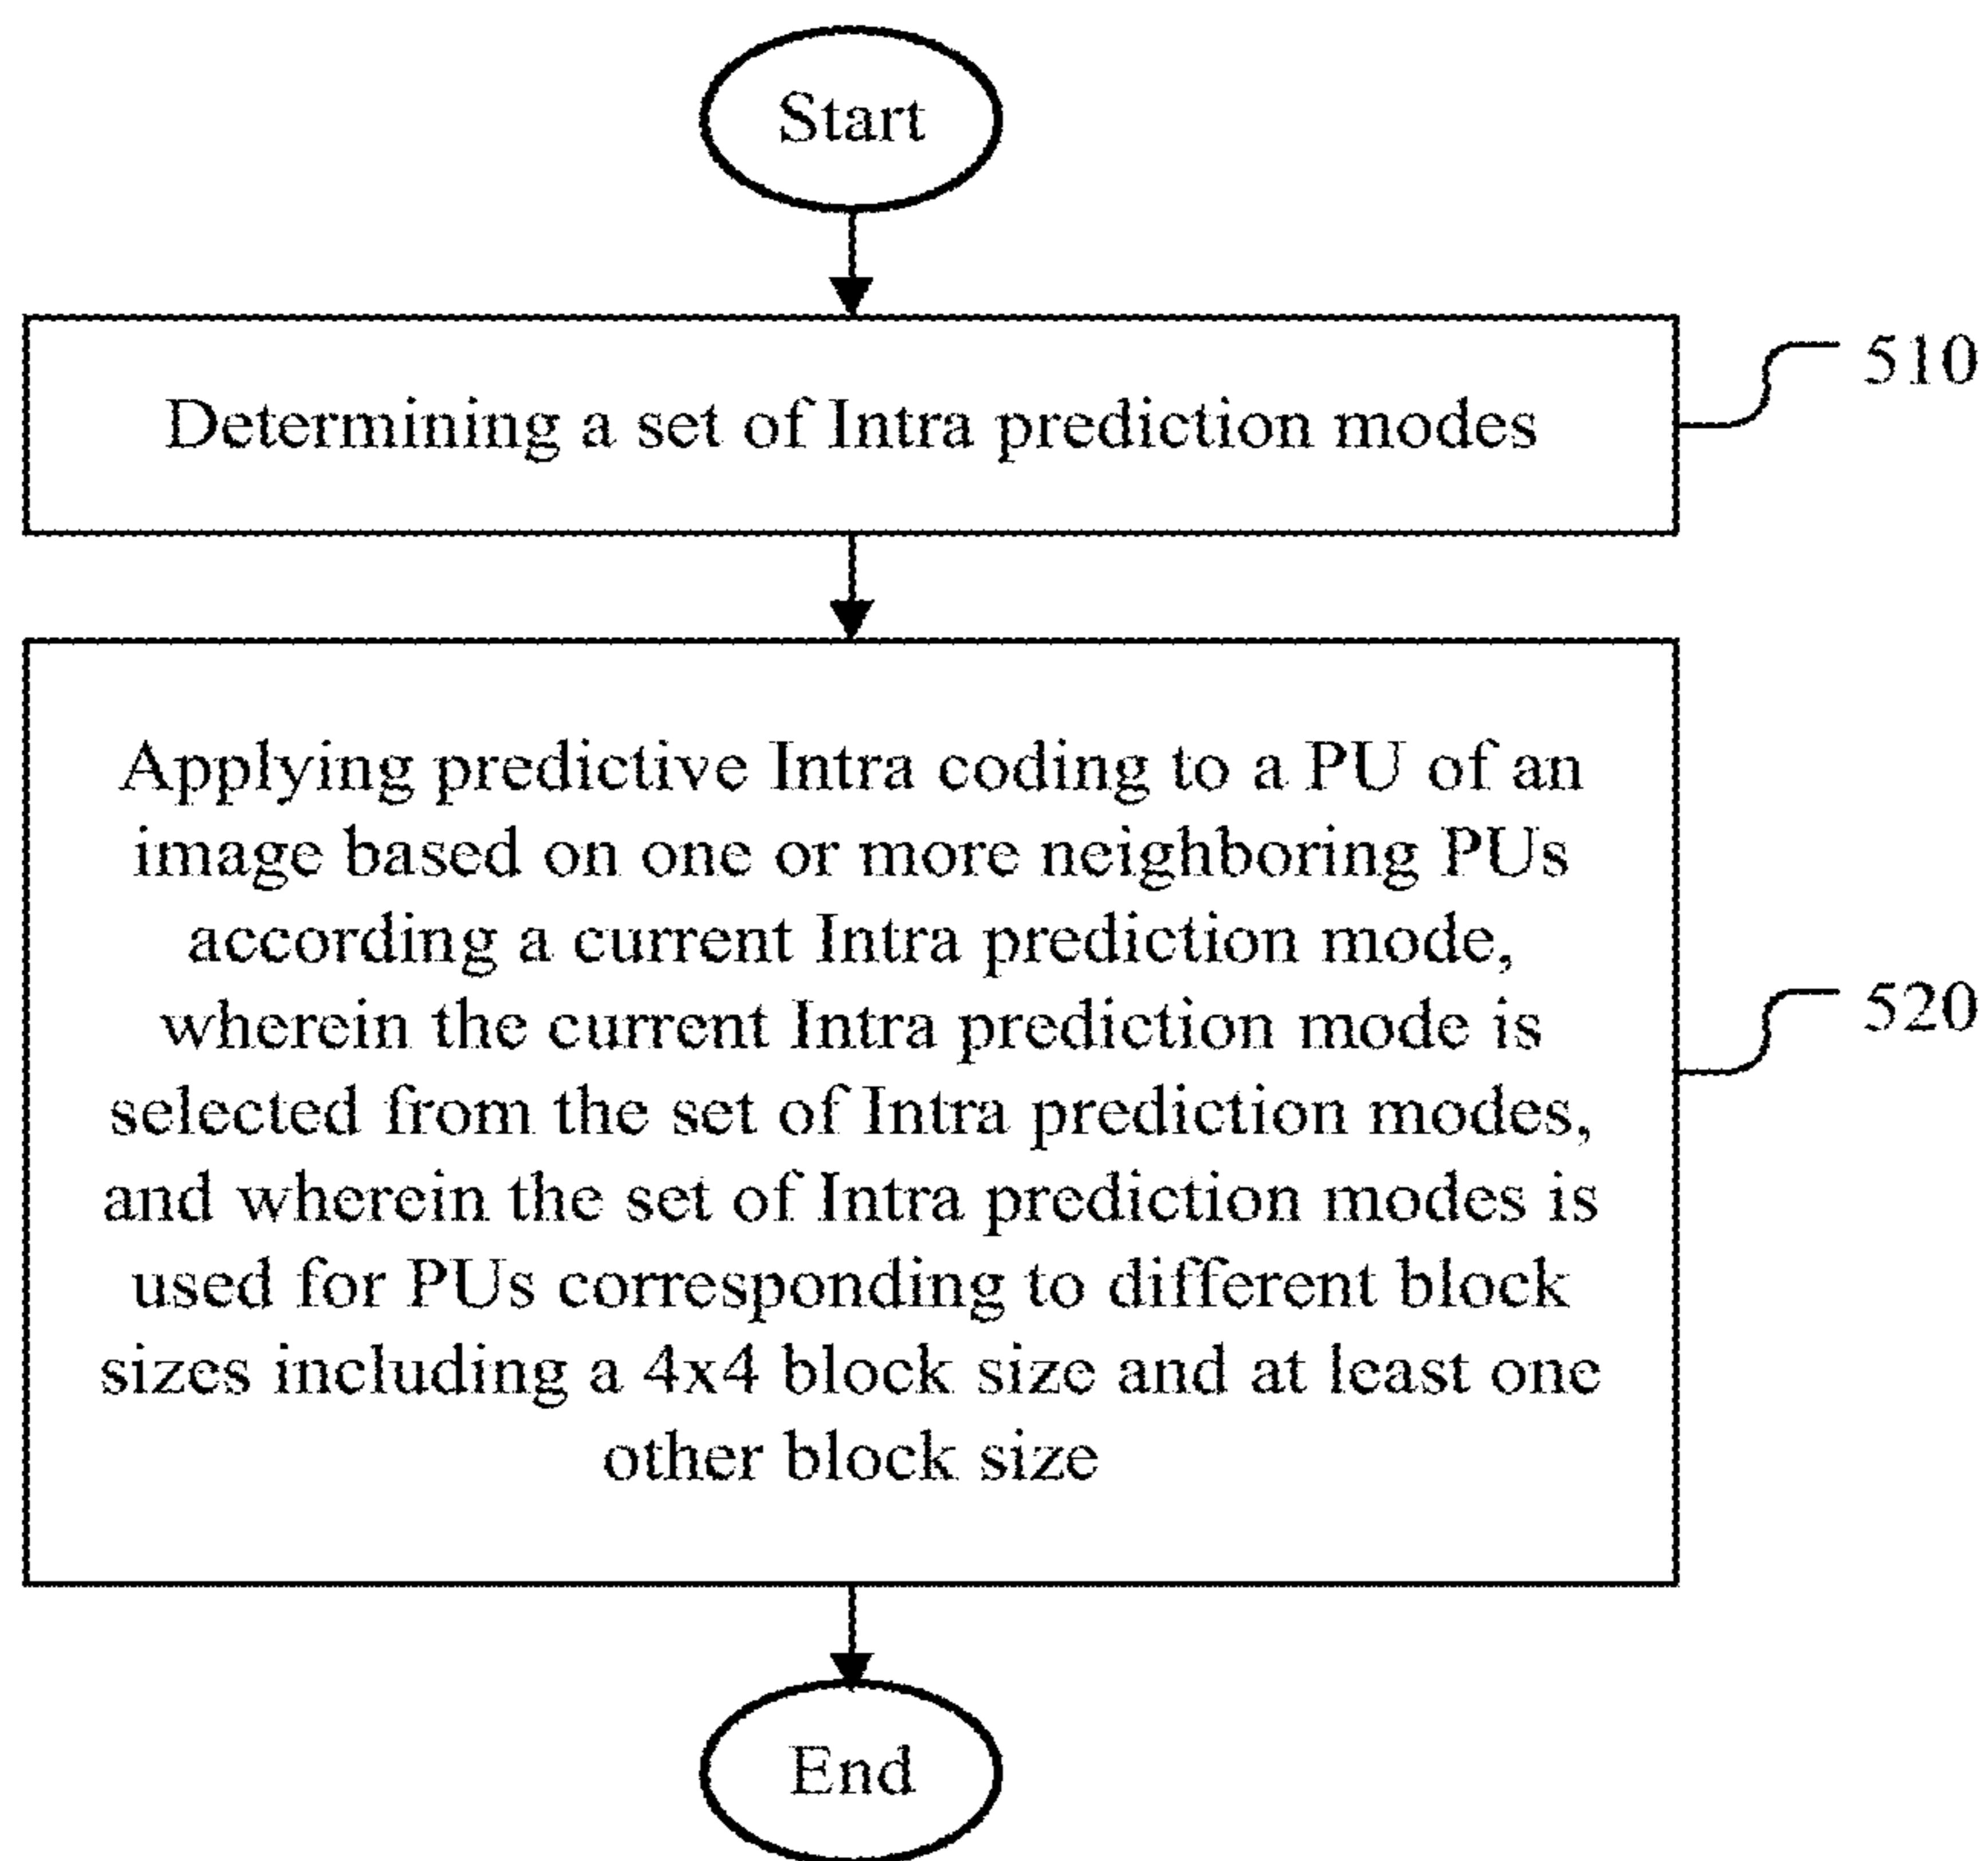 Start
Determining a set of Intra prediction modes
510
Applying predictive Intra coding to a PU of an
image based on one or more neighboring PUs
according a current Intra prediction mode,
wherein the current Intra prediction mode is
selected from the set of Intra prediction modes,
and wherein the set of Intra prediction modes is
used for PUs corresponding to different block
sizes including a 4x4 block size and at least one
other block size
520
End